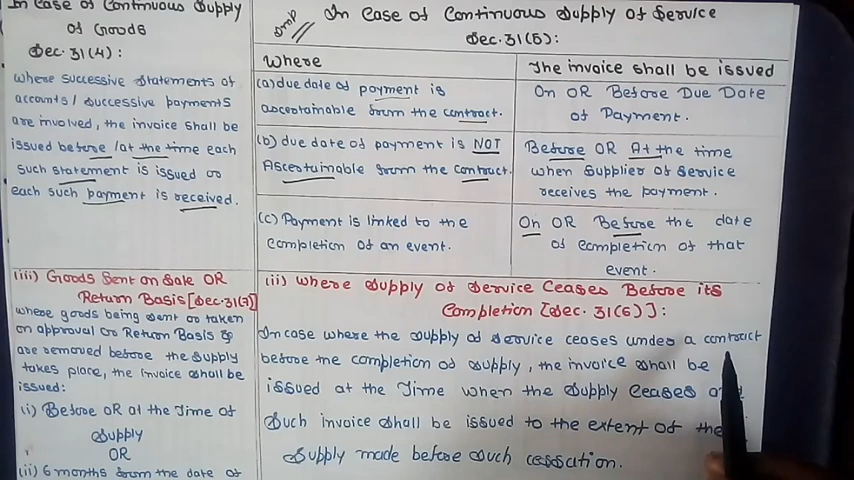 In Case of Continuous Supply
of Goods
Sec. 31(4) :
where successive statements of
accounts / successive payments
are involved, the invoice shall be
issued before /at the time each
such statement is issued or
each such payment is received.
(iii) Goods Sent on Sale OR
Return Basis [Sec. 31(7)]
where goods being sent or taken
on approval or Return Basis &
are removed before the supply
takes place, the invoice shall be
issued:
(i) Before OR at the Time of
Supply
OR
(ii) 6 months from the date of
Imp In Case of Continuous Supply of Service
Sec. 31(5) :
Where
The invoice shall be issued
(a) due date of payment is
ascertainable from the contract.
On OR Before Due Date
of Payment.
(b) due date of payment is NOT
Ascertainable from the contract.
Before OR At the time
when supplier of service
receives the payment.
(c) Payment is linked to the
completion of an event.
On OR Before the date
of completion of that
event.
(ii) Where Supply of Service Ceases Before its
Completion [Sec. 31(6)] :
In case where the supply of service ceases under a contract
before the completion of supply, the invoice shall be
issued at the Time when the Supply Ceases
Such invoice shall be issued to the extent of the
Supply made before such cessation.